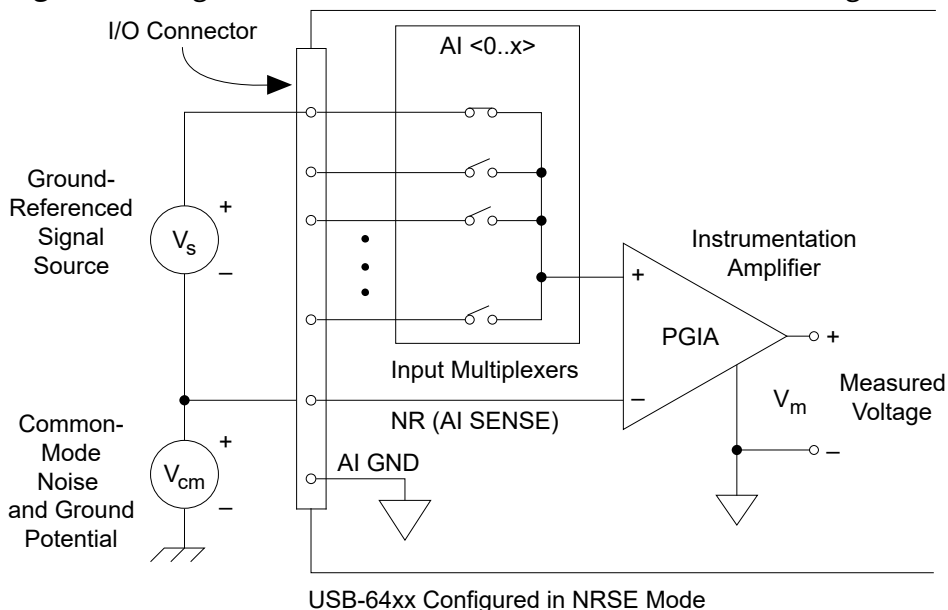 I/O Connector
AI <0..x>
Ground-
Referenced
Signal
Source
+
Vs
–
Instrumentation
Amplifier
+
PGIA
–
+
Vm
–
Measured
Voltage
Input Multiplexers
NR (AI SENSE)
AI GND
Common-
Mode
Noise
and Ground
Potential
+
Vcm
–
USB-64xx Configured in NRSE Mode